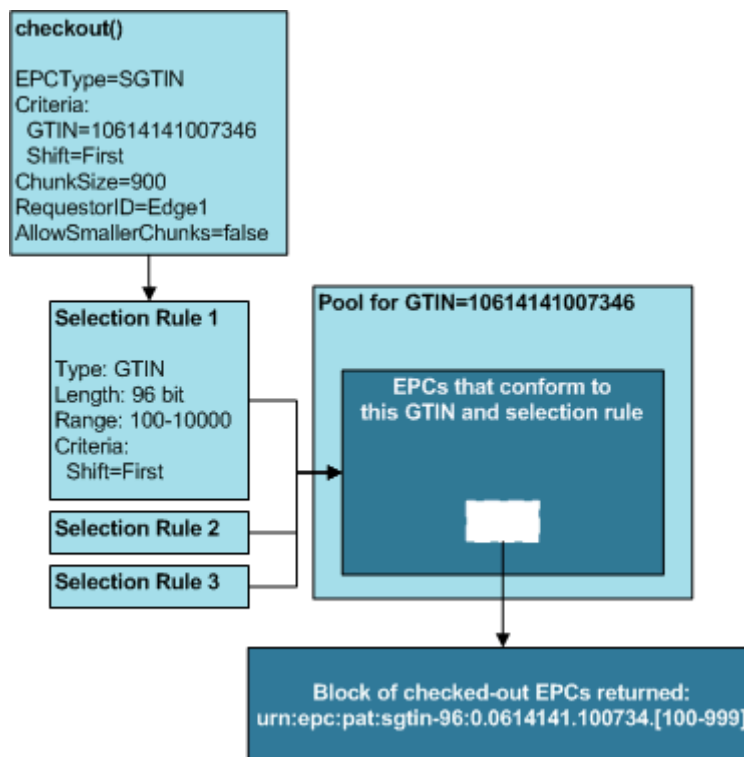 checkout()
EPCType=SGTIN
Criteria:
GTIN=10614141007346
Shift=First
ChunkSize=900
RequestorID=Edge1
AllowSmallerChunks=false
Selection Rule 1
Type: GTIN
Length: 96 bit
Range: 100-10000
Criteria:
Shift=First
Selection Rule 2
Selection Rule 3
Pool for GTIN=10614141007346
EPCs that conform to
this GTIN and selection rule
Block of checked-out EPCs returned:
urn:epc:pat:sgtin-96:0.0614141.100734.[100-999]